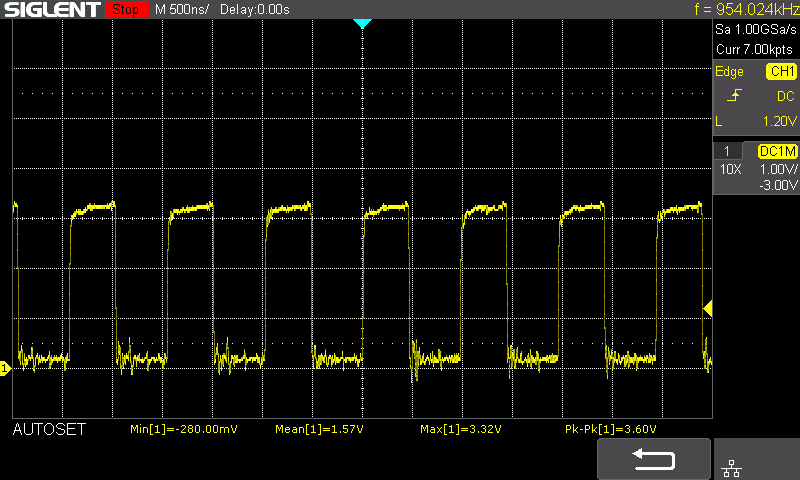 SIGLENT Stop M 500ns/ Delay:0.00s f = 954.024kHz
Sa 1.00GSa/s
Curr 7.00kpts
Edge CH1
DC
L 1.20V
1 DC1M
10X 1.00V/
-3.00V
1
AUTOSET Min[1]=-280.00mV Mean[1]=1.57V Max[1]=3.32V Pk-Pk[1]=3.60V